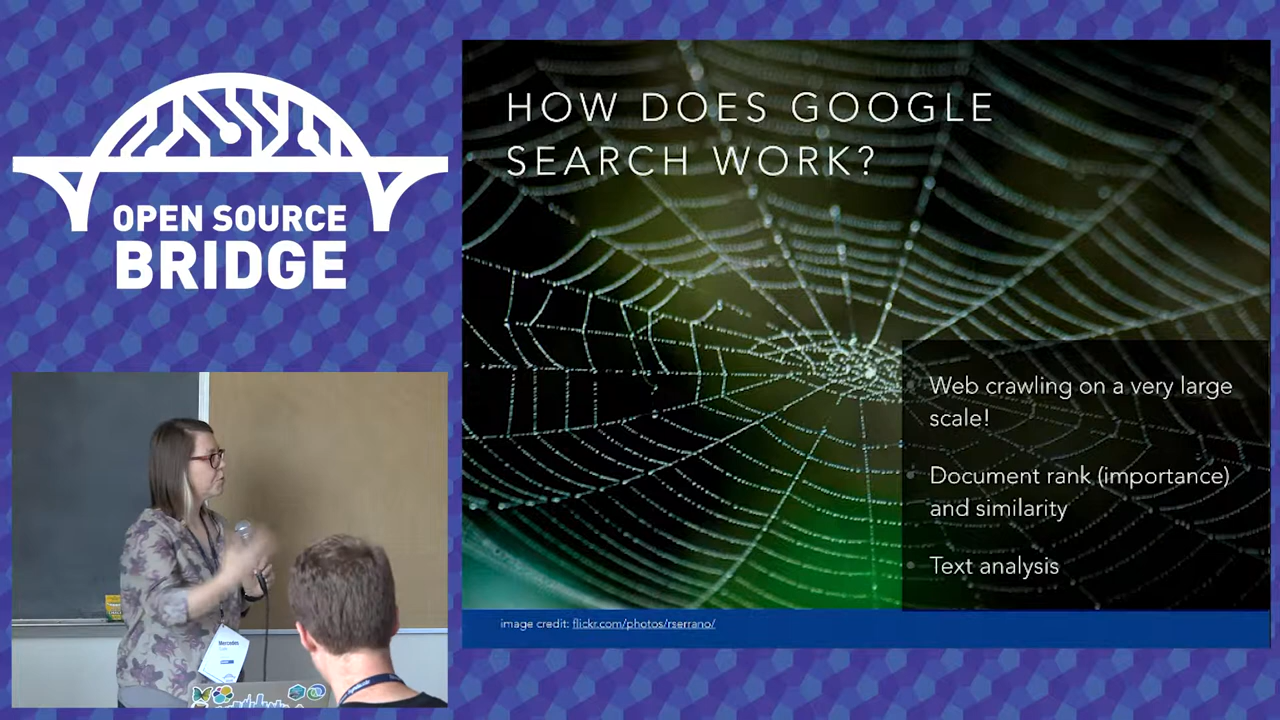 OPEN SOURCE
BRIDGE
HOW DOES GOOGLE
SEARCH WORK?
Web crawling on a very large
scale!
Document rank (importance)
and similarity
Text analysis
image credit: flickr.com/photos/rserrano/
Mercedes